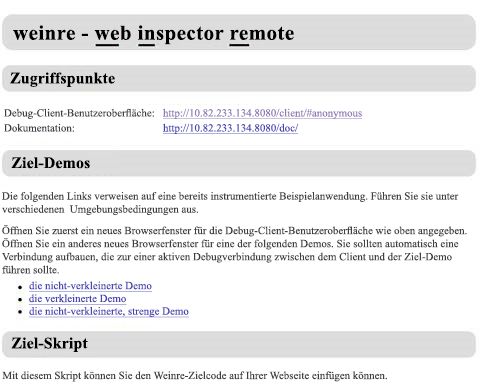 weinre - web inspector remote
Zugriffspunkte
Debug-Client-Benutzeroberfläche: http://10.82.233.134.8080/client/#anonymous
Dokumentation: http://10.82.233.134.8080/doc/
Ziel-Demos
Die folgenden Links verweisen auf eine bereits instrumentierte Beispielanwendung. Führen Sie sie unter
verschiedenen Umgebungsbedingungen aus.
Öffnen Sie zuerst ein neues Browserfenster für die Debug-Client-Benutzeroberfläche wie oben angegeben.
Öffnen Sie ein anderes neues Browserfenster für eine der folgenden Demos. Sie sollten automatisch eine
Verbindung aufbauen, die zur einer aktiven Debugverbindung zwischen dem Client und der Ziel-Demo
führen sollte.
• die nicht-verkleinerte Demo
• die verkleinerte Demo
• die nicht-verkleinerte, strenge Demo
Ziel-Skript
Mit diesem Skript können Sie den Weinre-Zielcode auf Ihrer Webseite einfügen können.